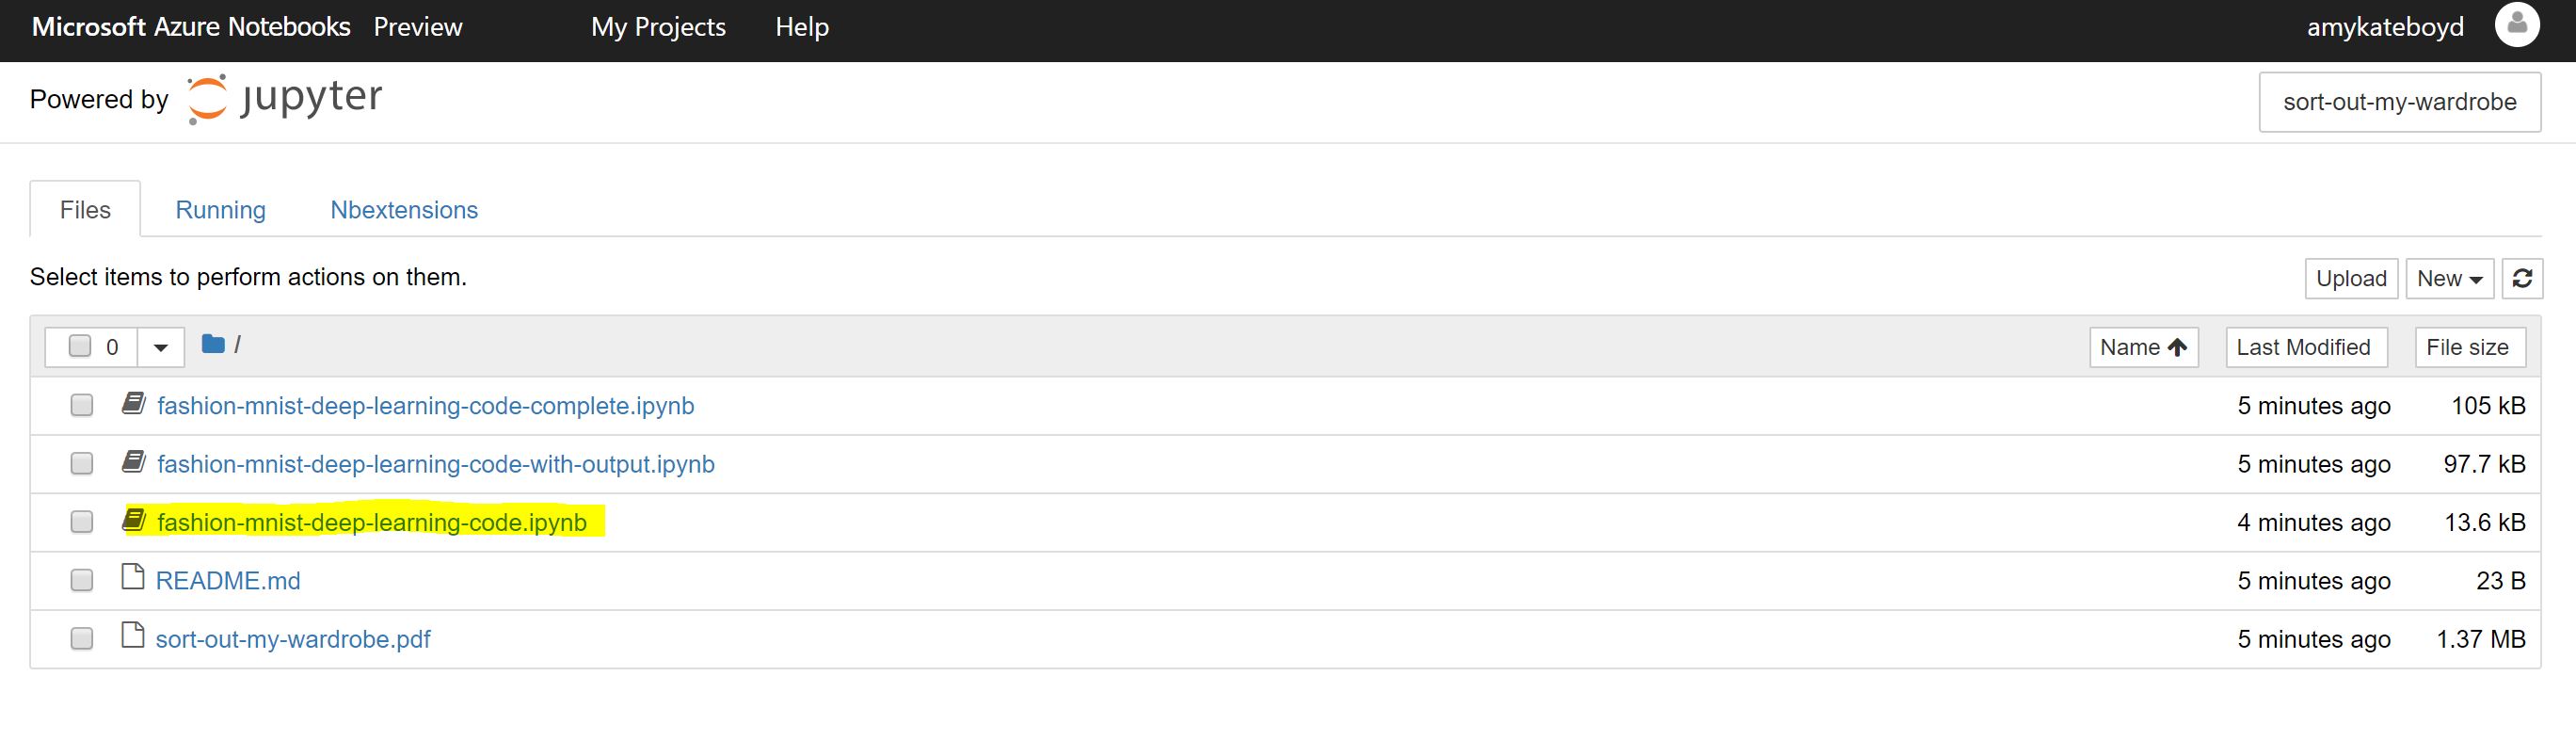 Microsoft Azure Notebooks Preview My Projects Help amykateboyd
Powered by jupyter sort-out-my-wardrobe
Files Running Nbextensions
Select items to perform actions on them. Upload New
0 / Name Last Modified File size
fashion-mnist-deep-learning-code-complete.ipynb 5 minutes ago 105 kB
fashion-mnist-deep-learning-code-with-output.ipynb 5 minutes ago 97.7 kB
fashion-mnist-deep-learning-code.ipynb 4 minutes ago 13.6 kB
README.md 5 minutes ago 23 B
sort-out-my-wardrobe.pdf 5 minutes ago 1.37 MB